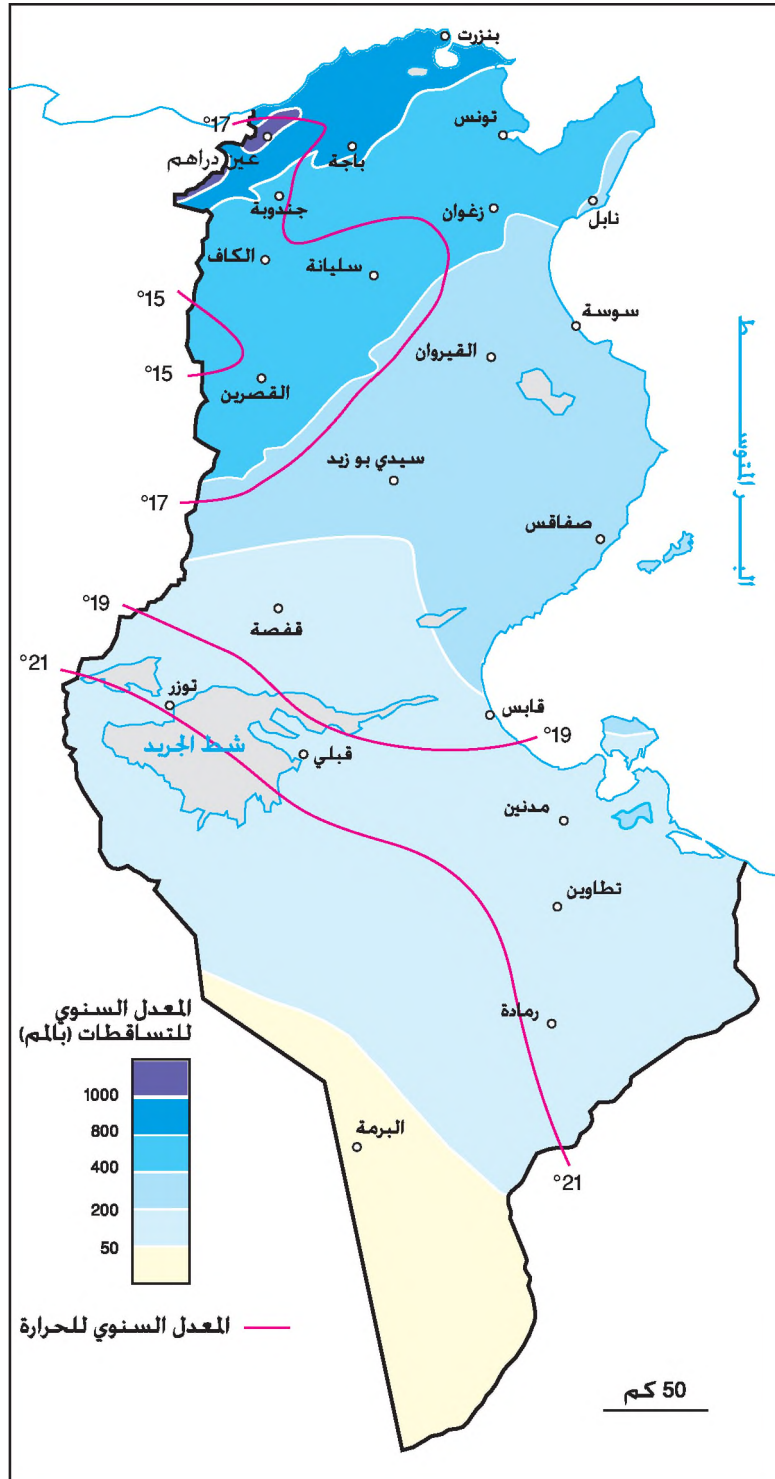 بنزرت
°17
تونس
عين دراهم
باجة
جندوبة
زغوان
نابل
الكاف
سليانة
°15
سوسة
القيروان
°15
القصرين
البحر المتوسط
سيدي بو زيد
°17
صفاقس
°19
قفصة
°21
توزر
قابس
°19
شط الجريد
قبلي
مدنين
تطاوين
رمادة
المعدل السنوي
للتساقطات (بالمم)
1000
800
400
200
50
البرمة
°21
المعدل السنوي للحرارة
50 كم